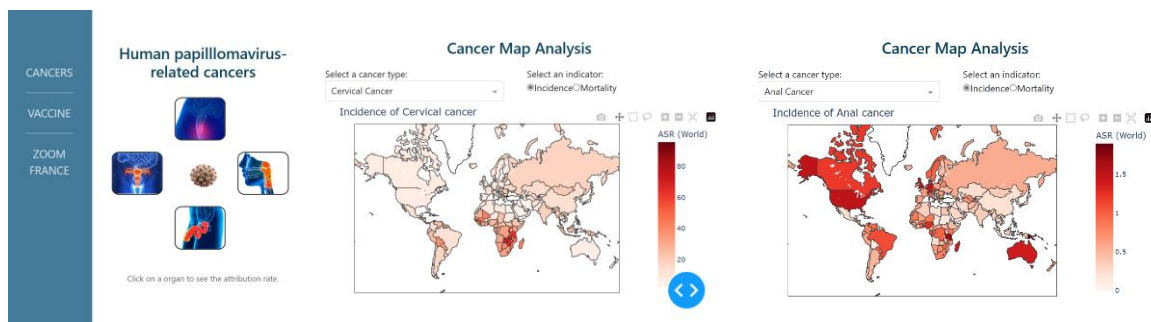 CANCERS
VACCINE
ZOOM
FRANCE
Human papilllomavirus-
related cancers
Click on a organ to see the attribution rate.
Cancer Map Analysis
Select a cancer type:
Cervical Cancer
Select an indicator:
Incidence Mortality
Incidence of Cervical cancer
ASR (World)
80
60
40
20
Cancer Map Analysis
Select a cancer type:
Anal Cancer
Select an indicator:
Incidence Mortality
Incidence of Anal cancer
ASR (World)
1.5
1
0.5
0